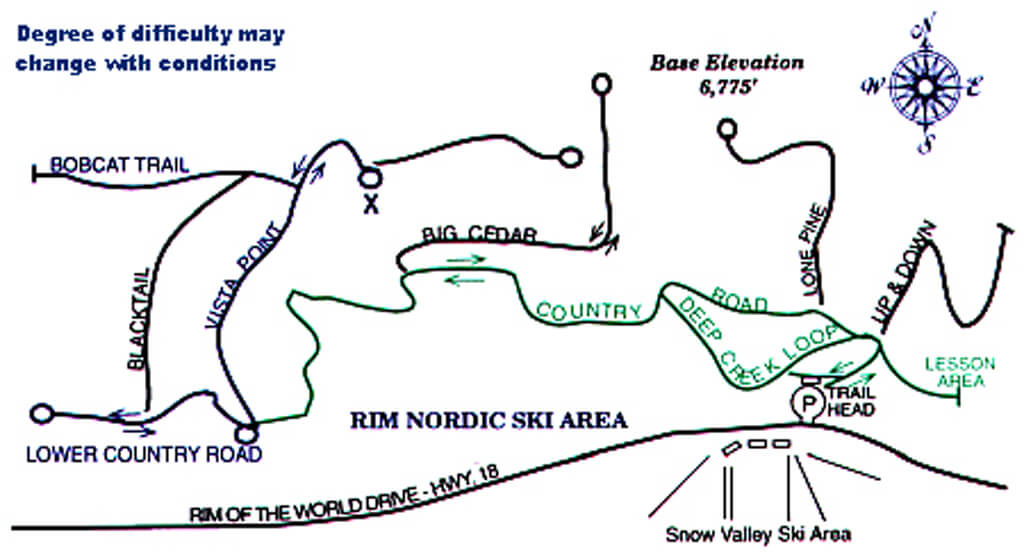 Degree of difficulty may
change with conditions
Base Elevation
6,775'
N
W E
S
BOBCAT TRAIL
X
BIG CEDAR
VISTA POINT
BLACKTAIL
LONE PINE
UP & DOWN
COUNTRY ROAD
DEEP CREEK LOOP
LESSON
AREA
P
TRAIL
HEAD
RIM NORDIC SKI AREA
LOWER COUNTRY ROAD
RIM OF THE WORLD DRIVE - HWY. 18
Snow Valley Ski Area